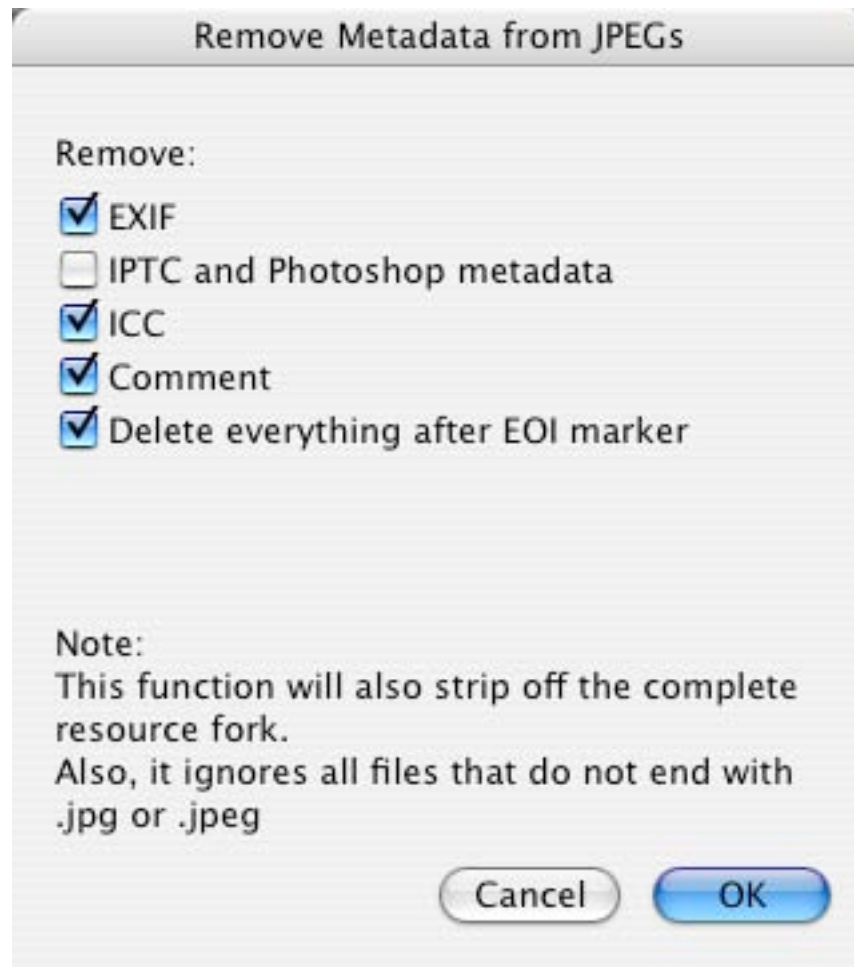 Remove Metadata from JPEGs
Remove:
EXIF
IPTC and Photoshop metadata
ICC
Comment
Delete everything after EOI marker
Note:
This function will also strip off the complete
resource fork.
Also, it ignores all files that do not end with
.jpg or .jpeg
Cancel
OK